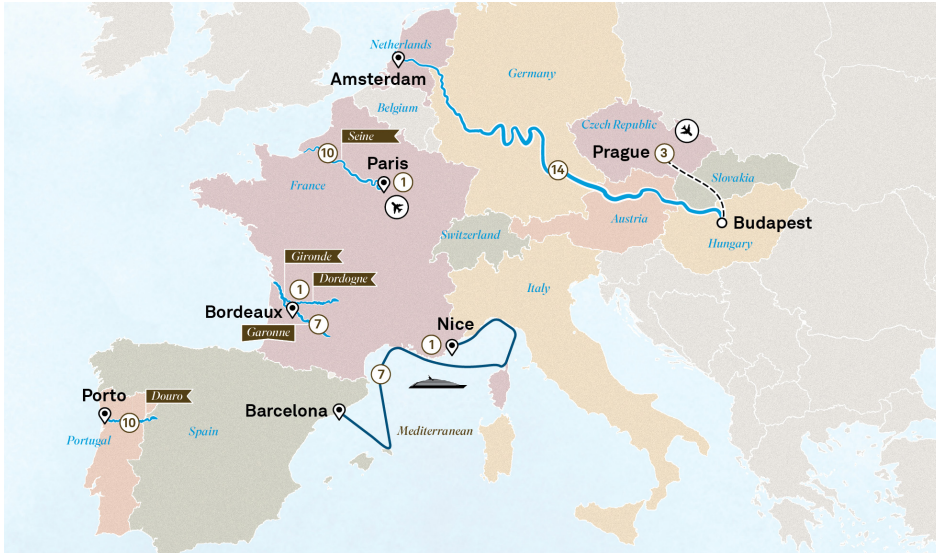 Netherlands
Amsterdam
Germany
Belgium
Czech Republic
Prague
3
Seine
10
Paris
1
France
14
Slovakia
Austria
Budapest
Hungary
Switzerland
Gironde
Dordogne
1
Bordeaux
7
Garonne
Italy
Nice
1
7
Porto
Douro
10
Portugal
Spain
Barcelona
Mediterranean